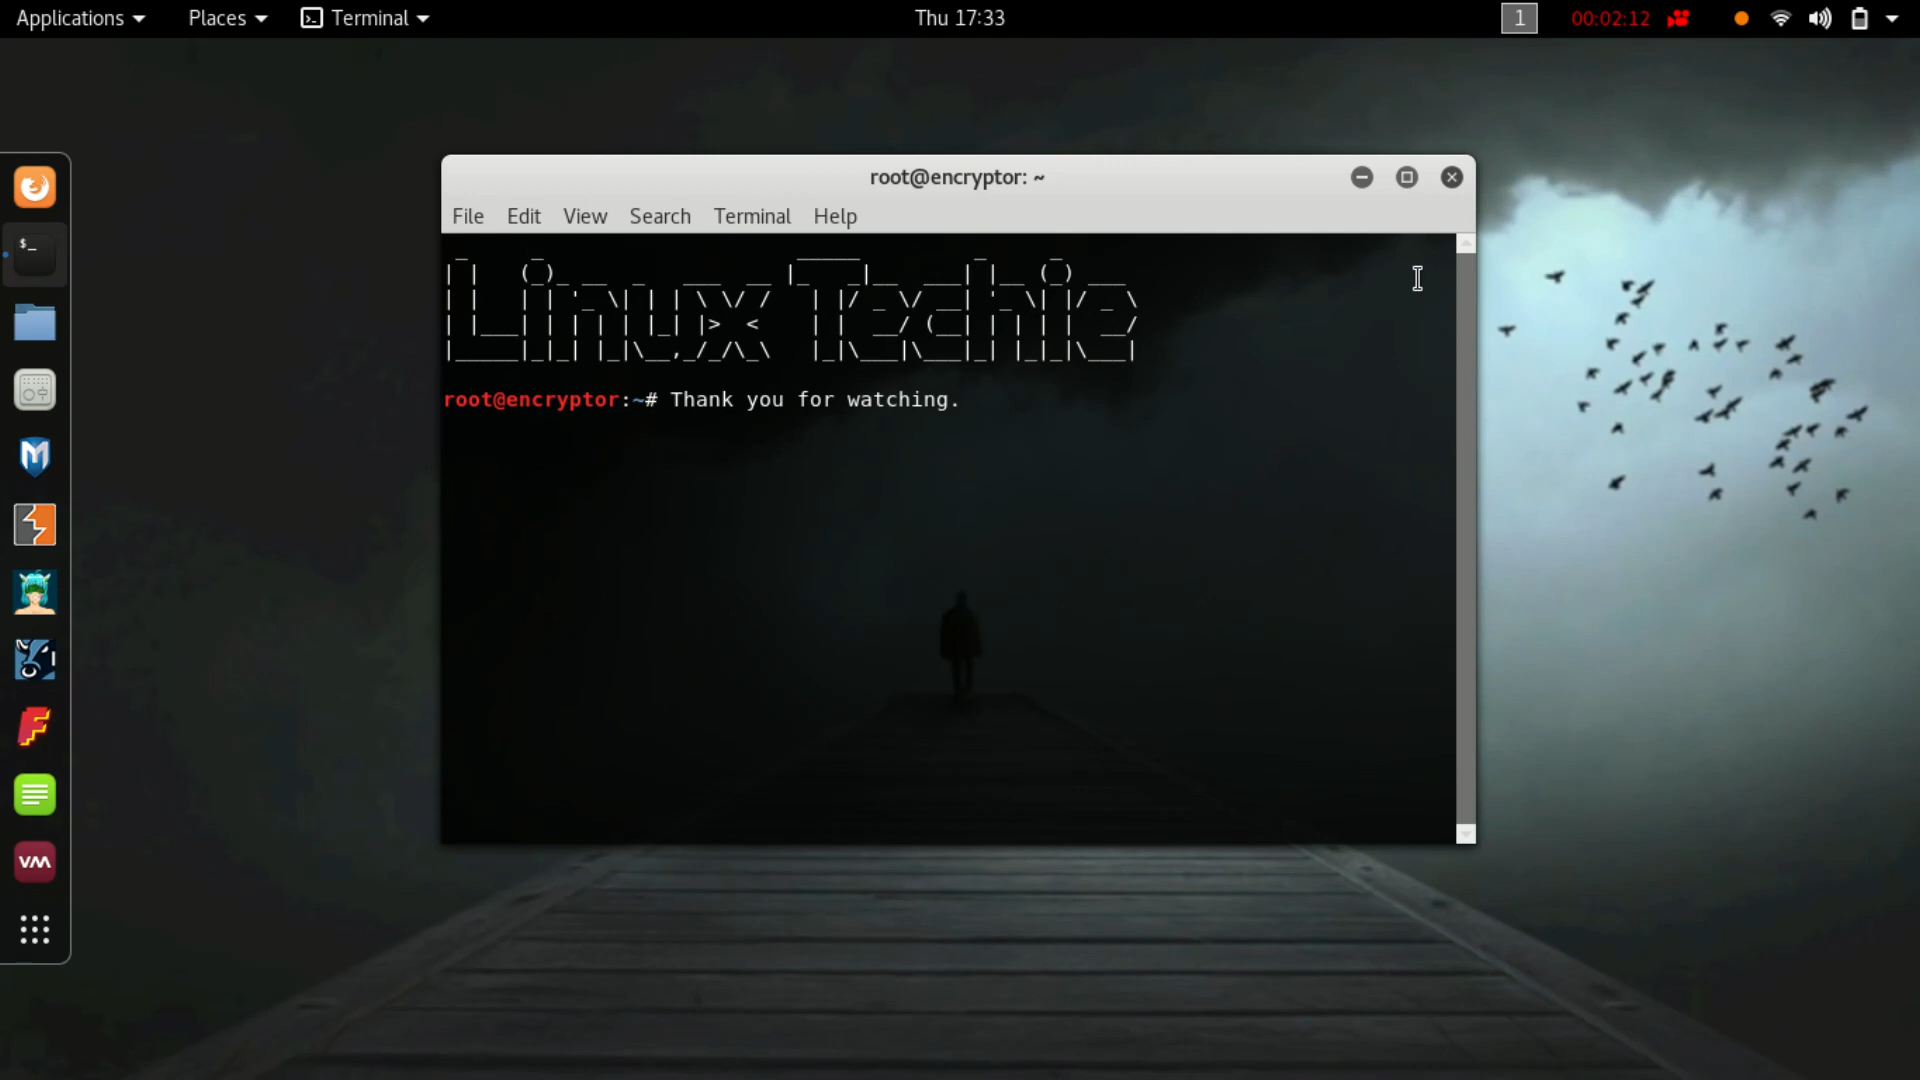 Applications Places Terminal Thu 17:33 1 00:02:12
root@encryptor: ~
File Edit View Search Terminal Help
Linux Techie
root@encryptor:~# Thank you for watching.
$_
M
F
vm